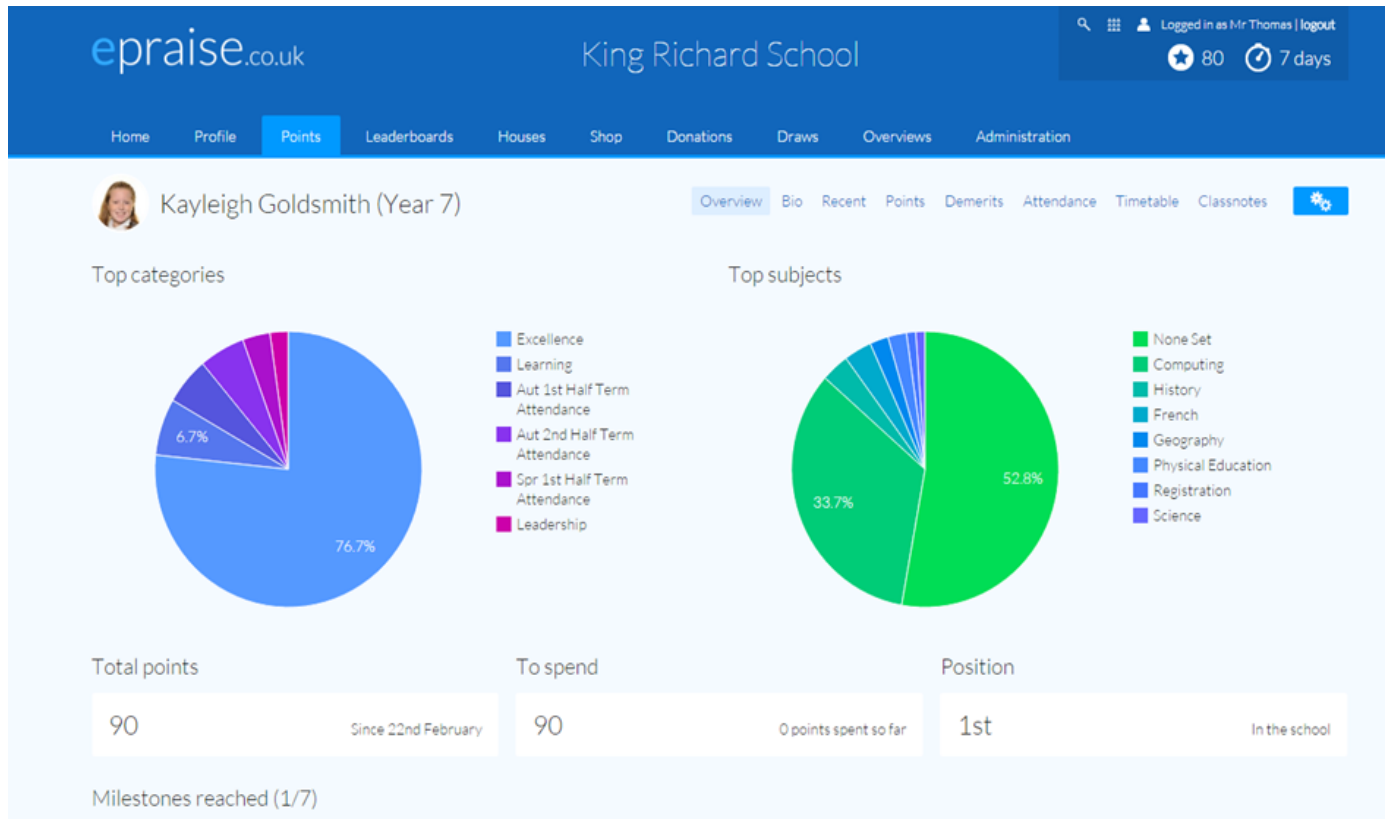 epraise.co.uk
King Richard School
Logged in as Mr Thomas | logout
80 7 days
Home Profile Points Leaderboards Houses Shop Donations Draws Overviews Administration
Kayleigh Goldsmith (Year 7)
Overview Bio Recent Points Demerits Attendance Timetable Classnotes
Top categories
6.7%
76.7%
Excellence
Learning
Aut 1st Half Term
Attendance
Aut 2nd Half Term
Attendance
Spr 1st Half Term
Attendance
Leadership
Top subjects
52.8%
33.7%
None Set
Computing
History
French
Geography
Physical Education
Registration
Science
Total points
90 Since 22nd February
To spend
90 0 points spent so far
Position
1st In the school
Milestones reached (1/7)